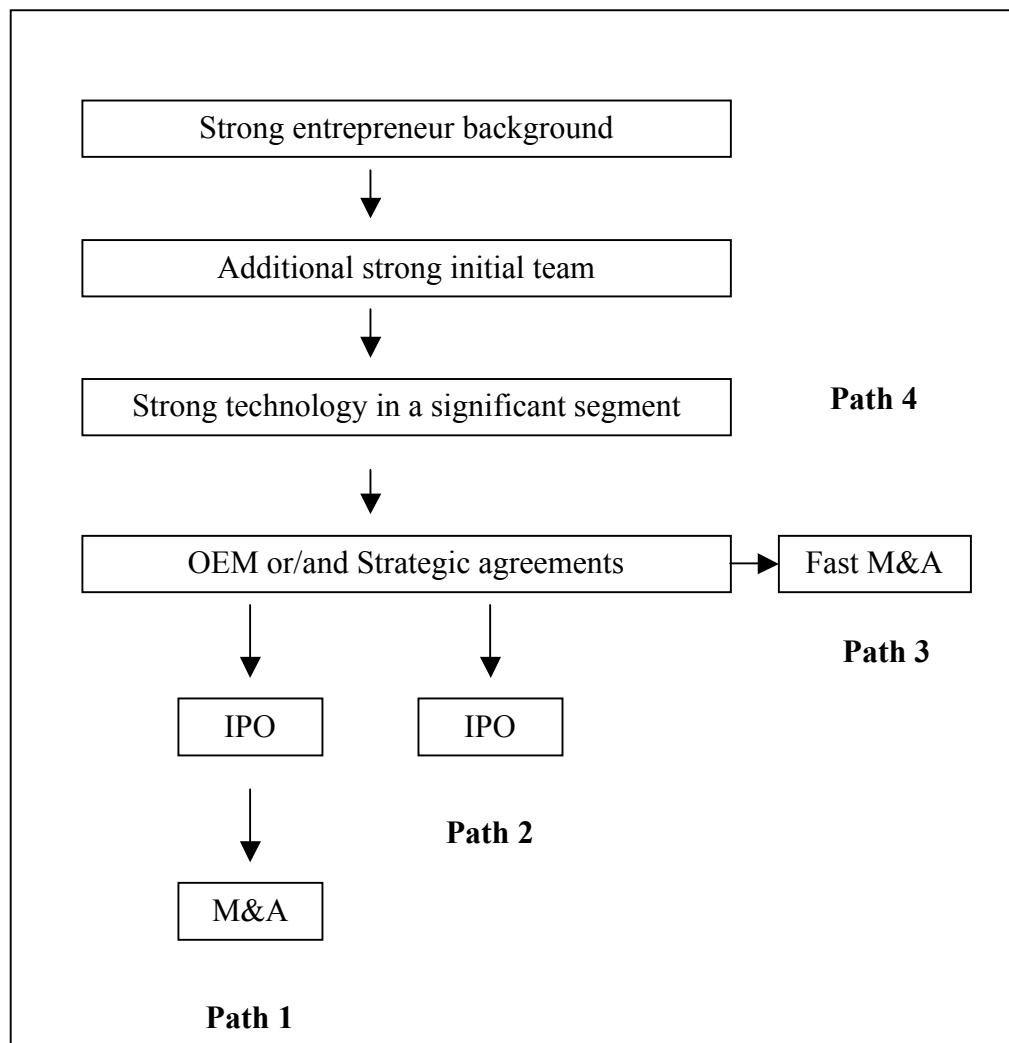 Strong entrepreneur background
Additional strong initial team
Strong technology in a significant segment
Path 4
OEM or/and Strategic agreements
Fast M&A
Path 3
IPO
IPO
Path 2
M&A
Path 1